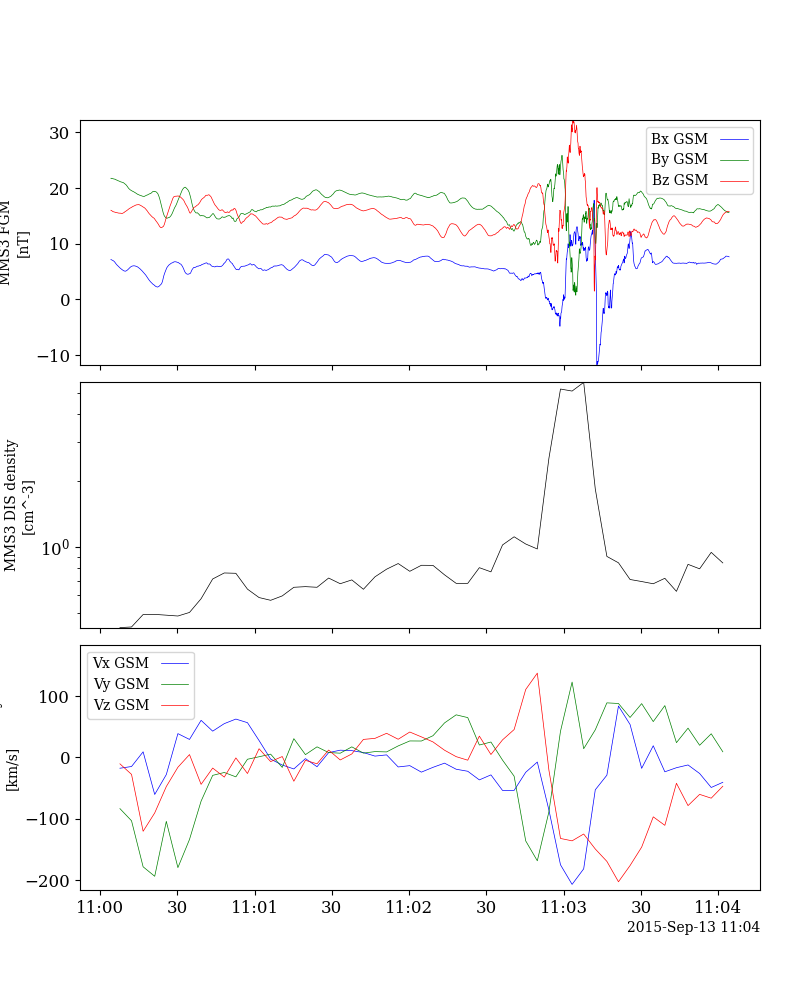 30
20
10
0
−10
MMS3 FGM
[nT]
Bx GSM
By GSM
Bz GSM
10⁰
MMS3 DIS density
[cm^-3]
Vx GSM
Vy GSM
Vz GSM
100
0
−100
−200
[km/s]
11:00 30 11:01 30 11:02 30 11:03 30 11:04
2015-Sep-13 11:04